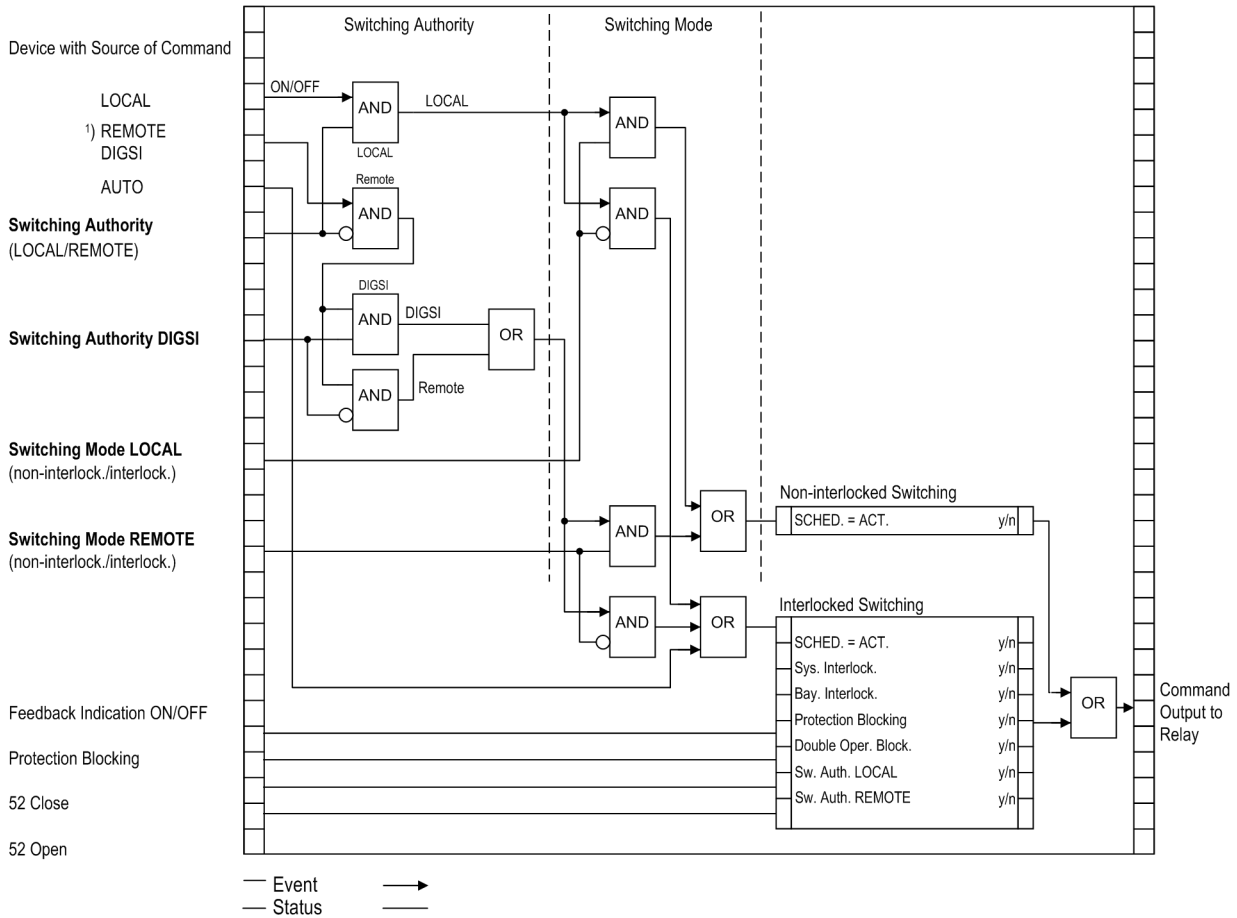 Switching Authority
Switching Mode
Device with Source of Command
ON/OFF
LOCAL
AND
LOCAL
LOCAL
AND
1) REMOTE
DIGSI
AUTO
Remote
AND
AND
Switching Authority
(LOCAL/REMOTE)
DIGSI
AND
DIGSI
OR
Switching Authority DIGSI
AND
Remote
Switching Mode LOCAL
(non-interlock./interlock.)
Switching Mode REMOTE
(non-interlock./interlock.)
AND
OR
Non-interlocked Switching
SCHED. = ACT. y/n
AND
OR
Interlocked Switching
SCHED. = ACT. y/n
Sys. Interlock. y/n
Bay. Interlock. y/n
Protection Blocking y/n
Double Oper. Block. y/n
Sw. Auth. LOCAL y/n
Sw. Auth. REMOTE y/n
OR
Command
Output to
Relay
Feedback Indication ON/OFF
Protection Blocking
52 Close
52 Open
Event
Status